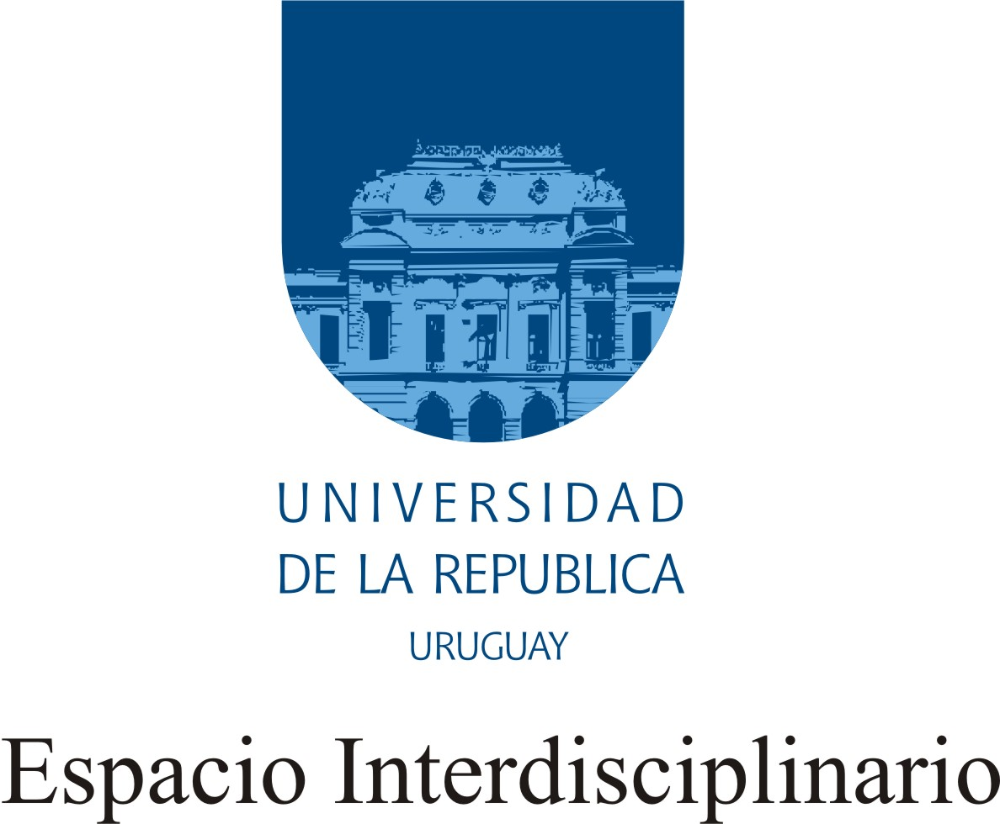 UNIVERSIDAD
DE LA REPUBLICA
URUGUAY
Espacio Interdisciplinario